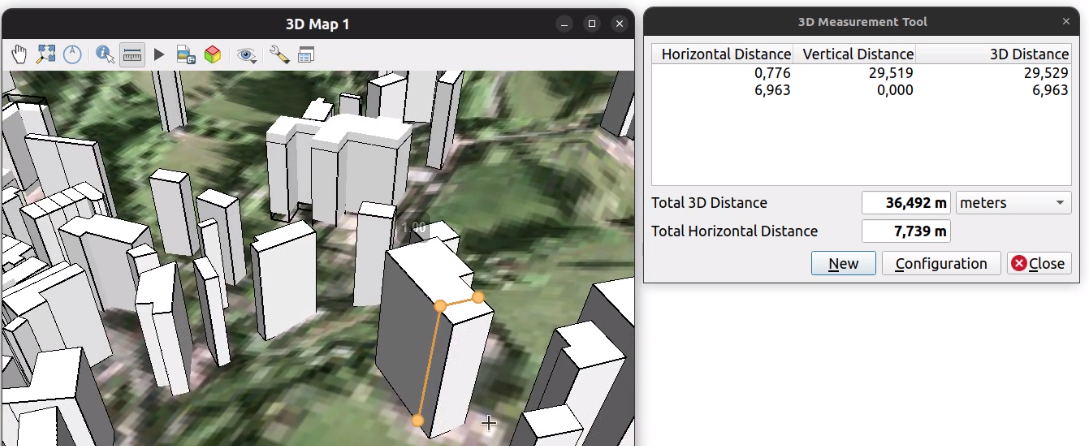 3D Map 1
1.00
3D Measurement Tool
Horizontal Distance Vertical Distance 3D Distance
0,776 29,519 29,529
6,963 0,000 6,963
Total 3D Distance 36,492 m meters
Total Horizontal Distance 7,739 m
New Configuration Close